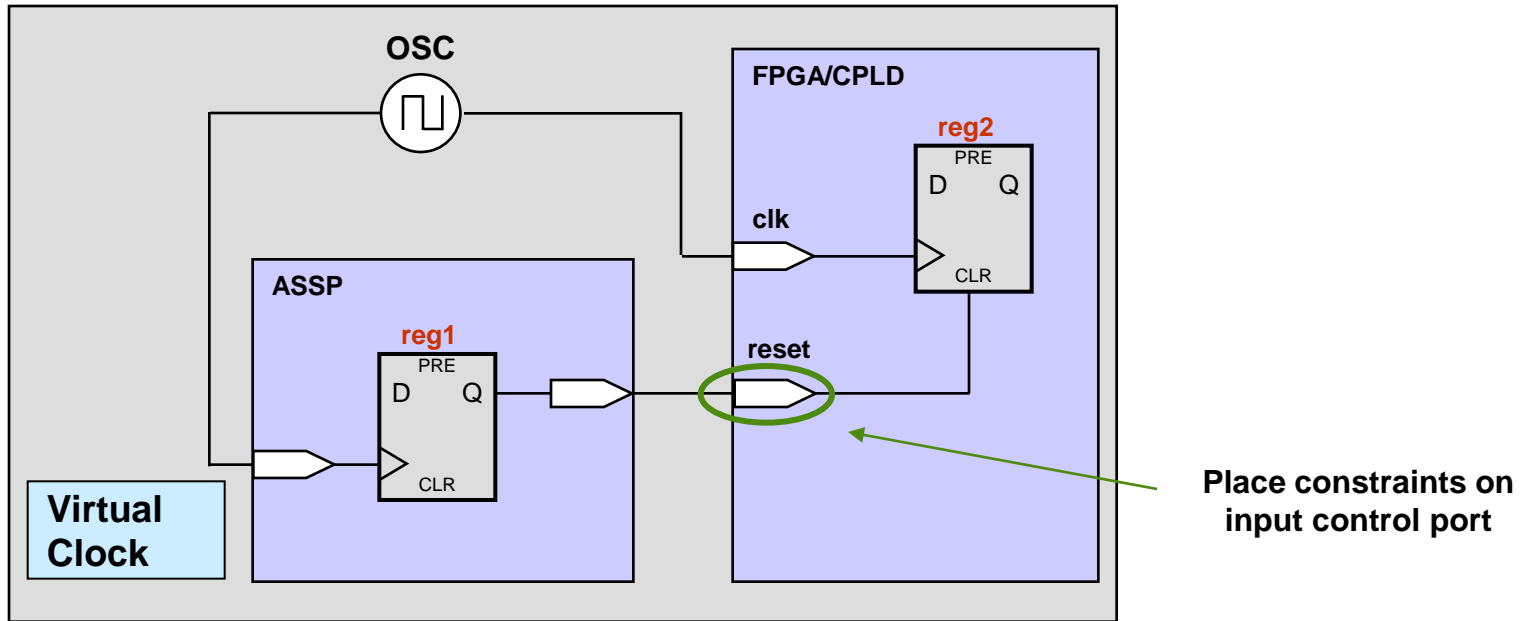 OSC
FPGA/CPLD
reg2
PRE
D Q
clk
CLR
ASSP
reg1
PRE
D Q
reset
CLR
Virtual
Clock
Place constraints on
input control port